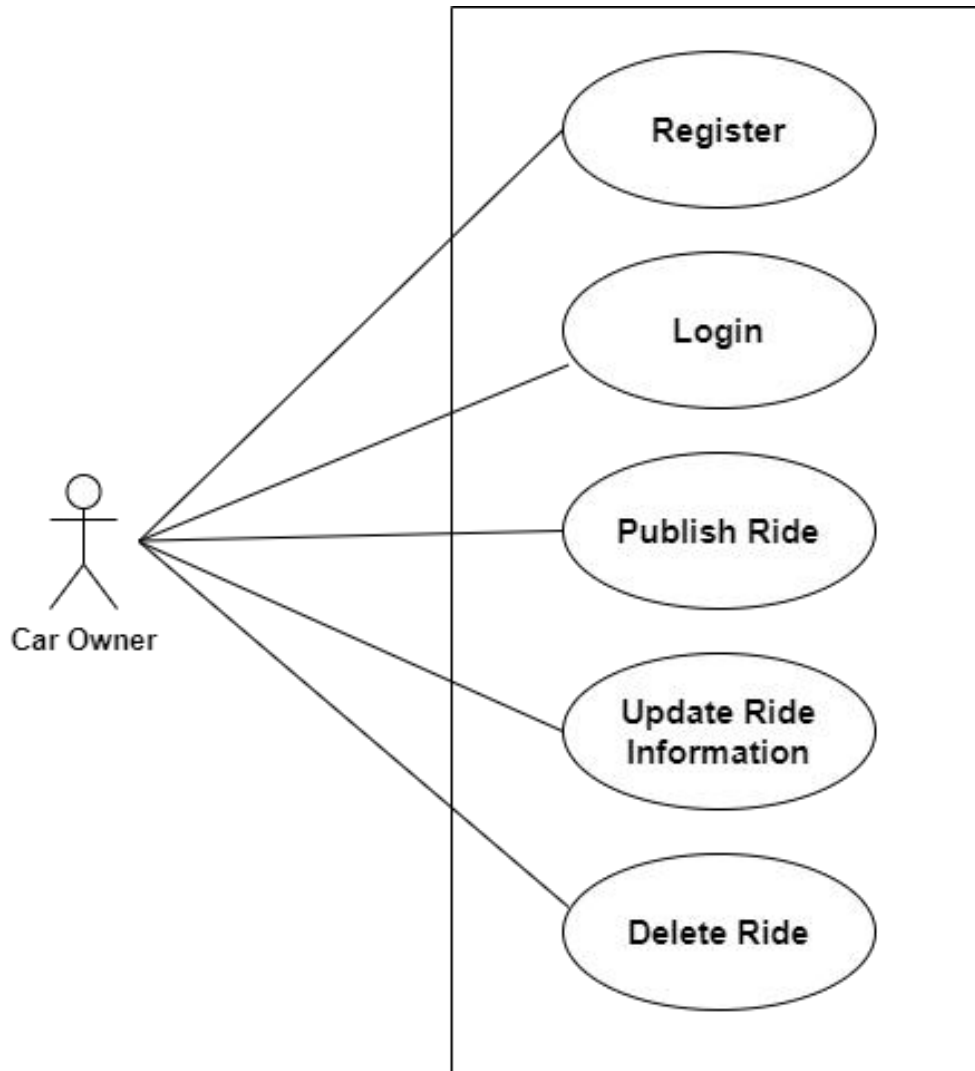 Register
Login
Publish Ride
Car Owner
Update Ride
Information
Delete Ride